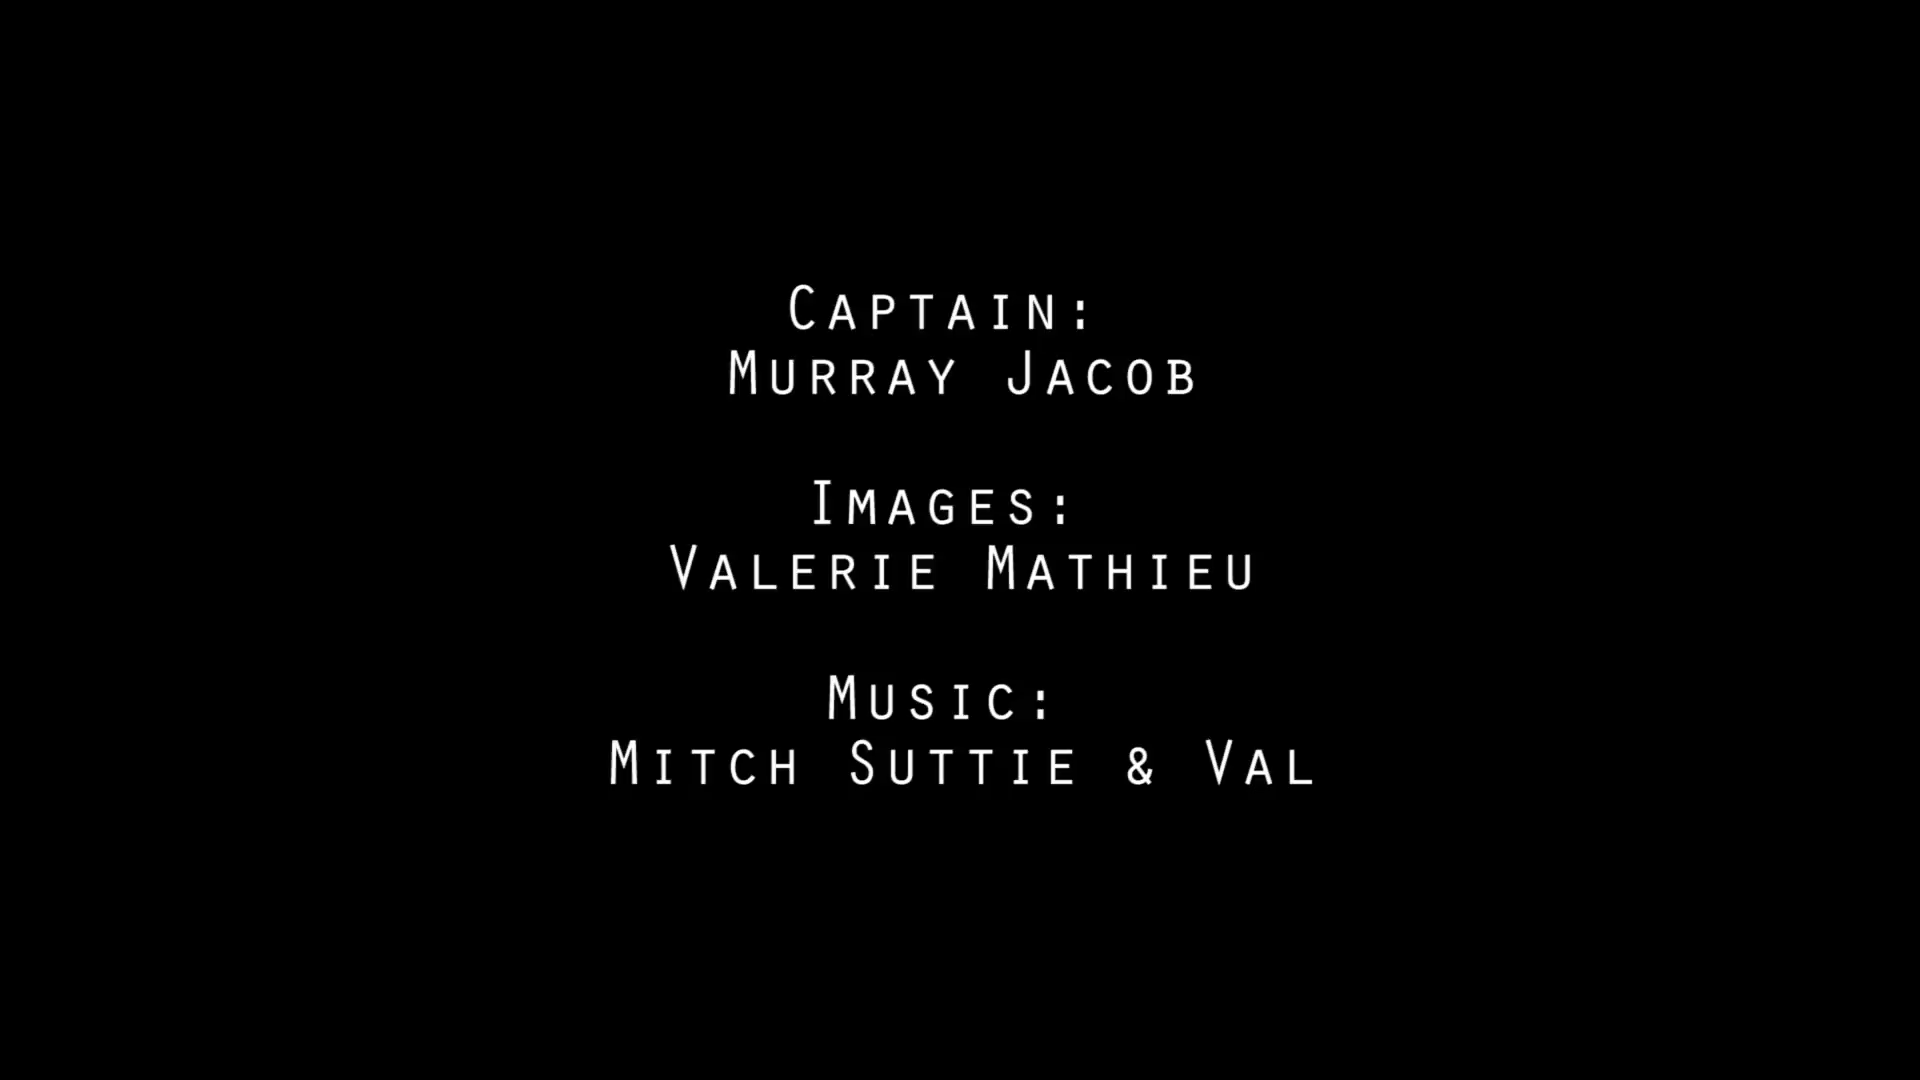 Captain:
Murray Jacob
Images:
Valerie Mathieu
Music:
Mitch Suttie & Val